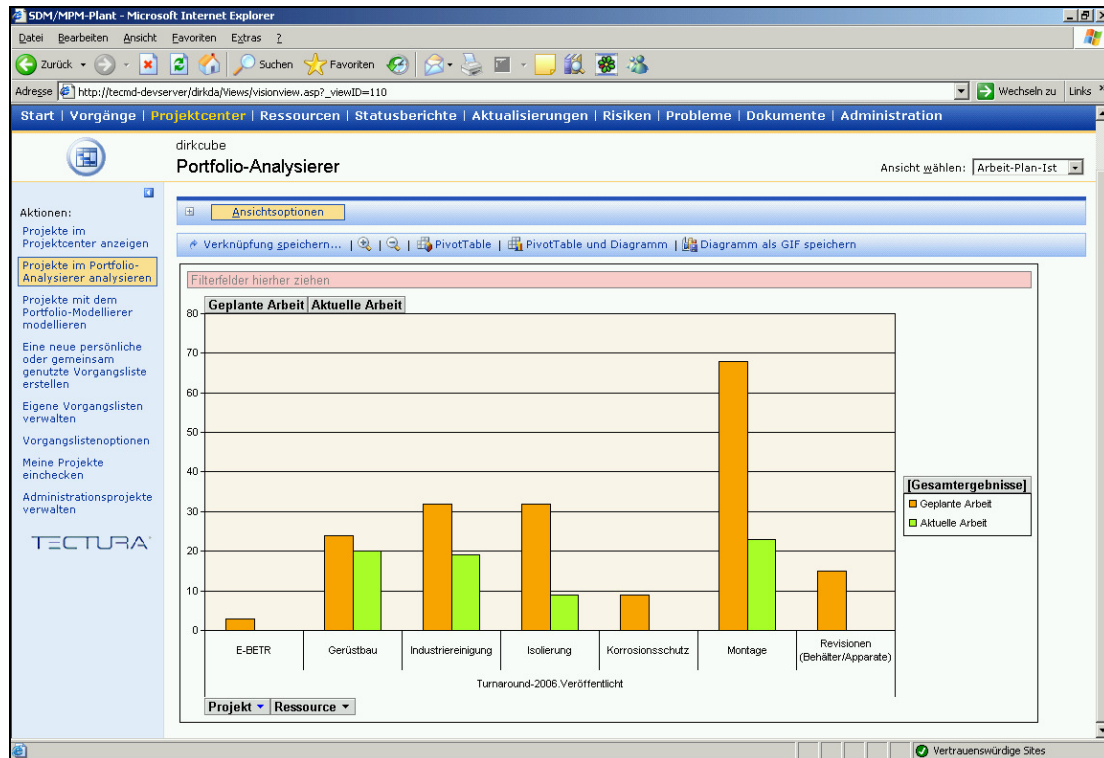 SDM/MPM-Plant - Microsoft Internet Explorer
Datei Bearbeiten Ansicht Favoriten Extras ?
Zurück Suchen Favoriten
Adresse http://tecmd-devserver/dirkda/Views/visionview.asp?_viewID=110 Wechseln zu Links »
Start | Vorgänge | Projektcenter | Ressourcen | Statusberichte | Aktualisierungen | Risiken | Probleme | Dokumente | Administration
dirkcube
Portfolio-Analysierer
Ansicht wählen: Arbeit-Plan-Ist
Aktionen:
Projekte im
Projektcenter anzeigen
Projekte im Portfolio-
Analysierer analysieren
Projekte mit dem
Portfolio-Modellierer
modellieren
Eine neue persönliche
oder gemeinsam
genutzte Vorgangsliste
erstellen
Eigene Vorgangslisten
verwalten
Vorgangslistenoptionen
Meine Projekte
einchecken
Administrationsprojekte
verwalten
TECTURA
Ansichtsoptionen
Verknüpfung speichern... | | | PivotTable | PivotTable und Diagramm | Diagramm als GIF speichern
Filterfelder hierher ziehen
Geplante Arbeit Aktuelle Arbeit
80
70
60
50
40
30
20
10
0
E-BETR Gerüstbau Industriereinigung Isolierung Korrosionsschutz Montage Revisionen
(Behälter/Apparate)
Turnaround-2006.Veröffentlicht
Projekt Ressource
[Gesamtergebnisse]
Geplante Arbeit
Aktuelle Arbeit
Vertrauenswürdige Sites